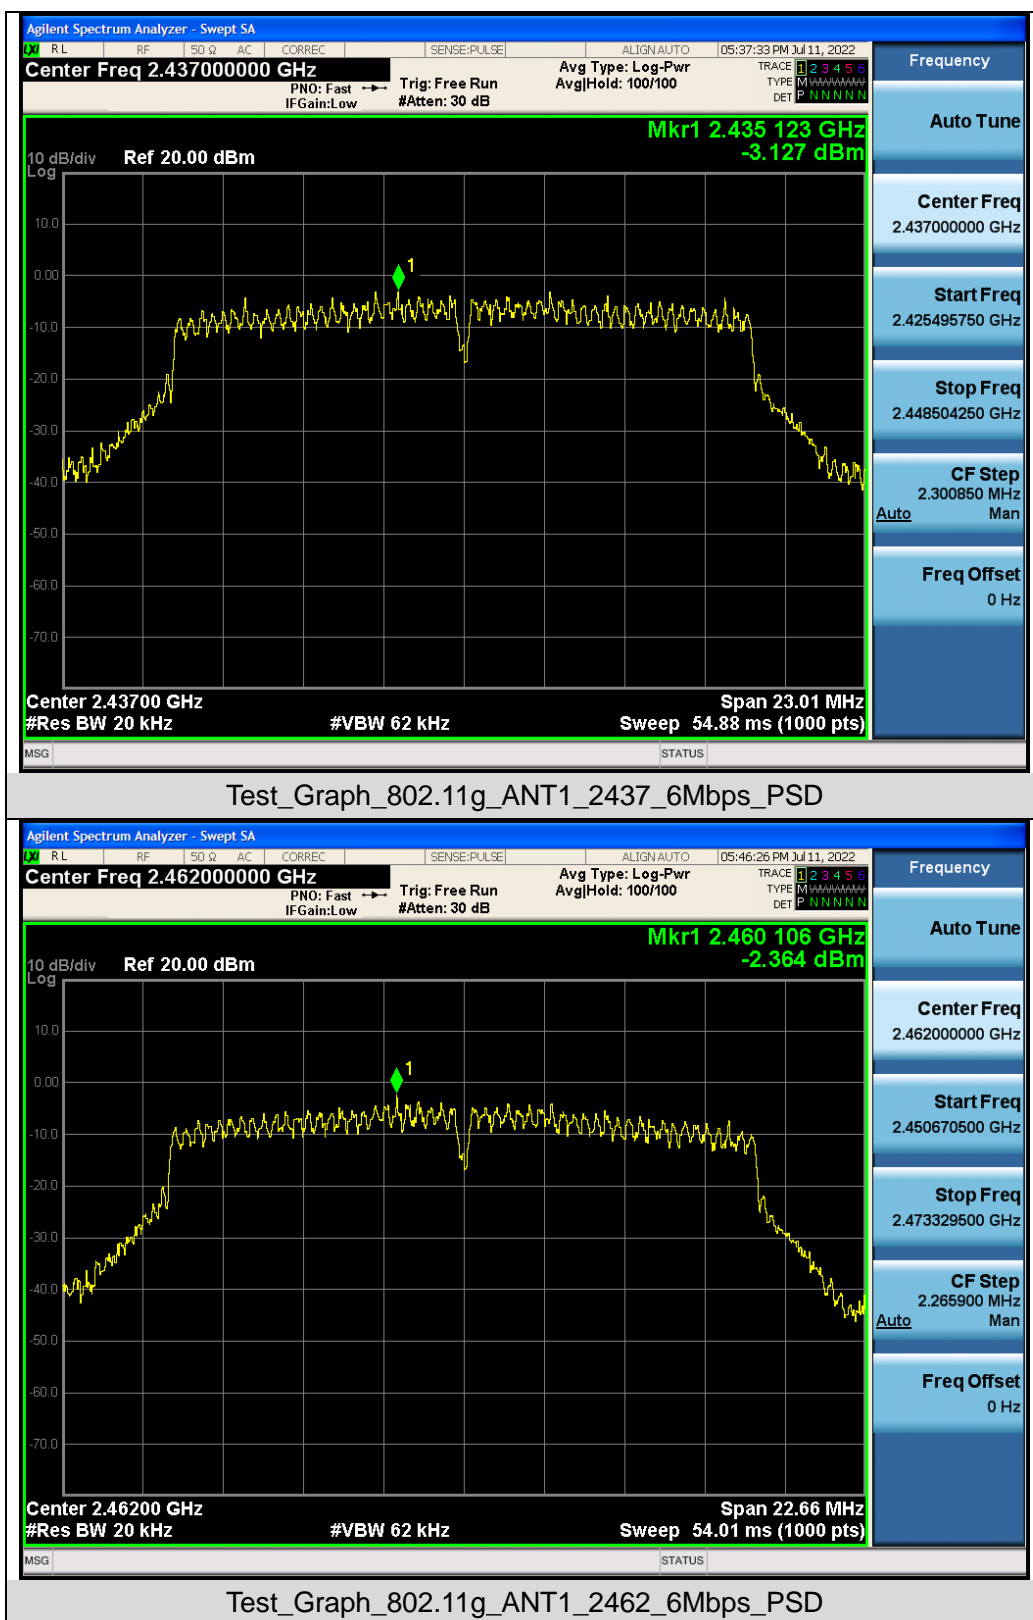 Agilent Spectrum Analyzer - Swept SA
LXI RL RF 50 Ω AC CORREC SENSE:PULSE ALIGN AUTO 05:37:33 PM Jul 11, 2022
Center Freq 2.437000000 GHz
PNO: Fast
IFGain:Low
Trig: Free Run
#Atten: 30 dB
Avg Type: Log-Pwr
Avg|Hold: 100/100
TRACE 1 2 3 4 5 6
TYPE M WWWWW
DET P N N N N N
Frequency
Auto Tune
Mkr1 2.435 123 GHz
-3.127 dBm
10 dB/div Ref 20.00 dBm
Log
10.0
0.00
-10.0
-20.0
-30.0
-40.0
-50.0
-60.0
-70.0
1
Center Freq
2.437000000 GHz
Start Freq
2.425495750 GHz
Stop Freq
2.448504250 GHz
CF Step
2.300850 MHz
Auto Man
Freq Offset
0 Hz
Center 2.43700 GHz Span 23.01 MHz
#Res BW 20 kHz #VBW 62 kHz Sweep 54.88 ms (1000 pts)
MSG STATUS
Test_Graph_802.11g_ANT1_2437_6Mbps_PSD
Agilent Spectrum Analyzer - Swept SA
LXI RL RF 50 Ω AC CORREC SENSE:PULSE ALIGN AUTO 05:46:26 PM Jul 11, 2022
Center Freq 2.462000000 GHz
PNO: Fast
IFGain:Low
Trig: Free Run
#Atten: 30 dB
Avg Type: Log-Pwr
Avg|Hold: 100/100
TRACE 1 2 3 4 5 6
TYPE M WWWWW
DET P N N N N N
Frequency
Auto Tune
Mkr1 2.460 106 GHz
-2.364 dBm
10 dB/div Ref 20.00 dBm
Log
10.0
0.00
-10.0
-20.0
-30.0
-40.0
-50.0
-60.0
-70.0
1
Center Freq
2.462000000 GHz
Start Freq
2.450670500 GHz
Stop Freq
2.473329500 GHz
CF Step
2.265900 MHz
Auto Man
Freq Offset
0 Hz
Center 2.46200 GHz Span 22.66 MHz
#Res BW 20 kHz #VBW 62 kHz Sweep 54.01 ms (1000 pts)
MSG STATUS
Test_Graph_802.11g_ANT1_2462_6Mbps_PSD